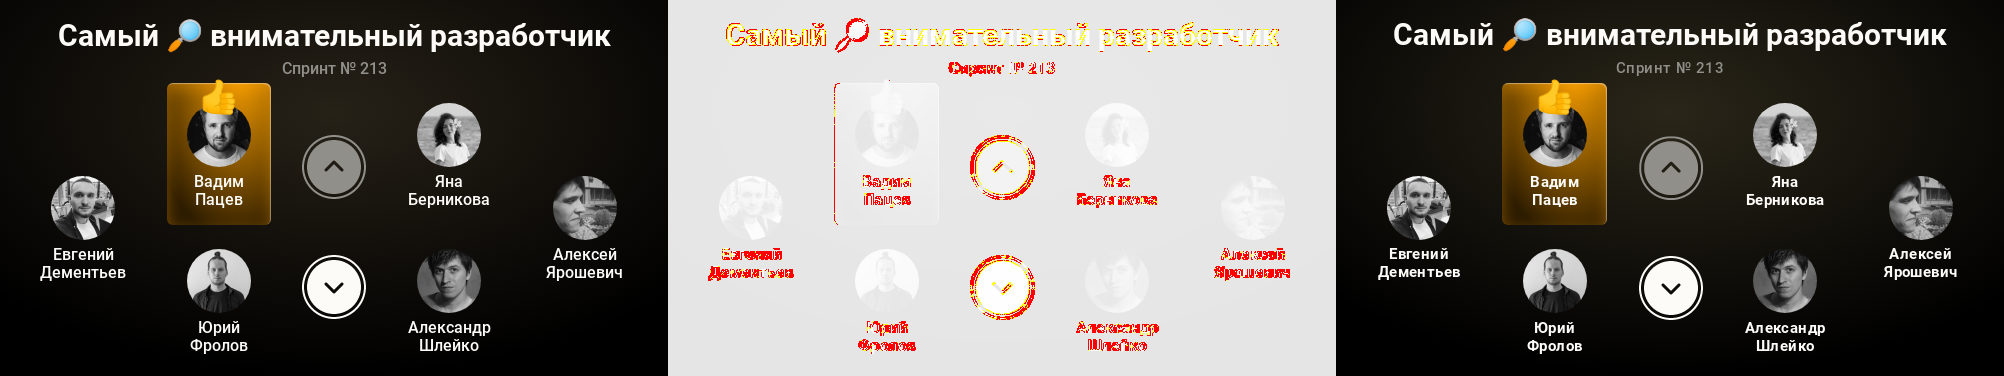 Самый 🔎 внимательный разработчик
Спринт № 213
Вадим
Пацев
Яна
Берникова
Евгений
Дементьев
Алексей
Ярошевич
Юрий
Фролов
Александр
Шлейко
Самый 🔎 внимательный разработчик
Спринт № 213
Вадим
Пацев
Яна
Берникова
Евгений
Дементьев
Алексей
Ярошевич
Юрий
Фролов
Александр
Шлейко
Самый 🔎 внимательный разработчик
Спринт № 213
Вадим
Пацев
Яна
Берникова
Евгений
Дементьев
Алексей
Ярошевич
Юрий
Фролов
Александр
Шлейко